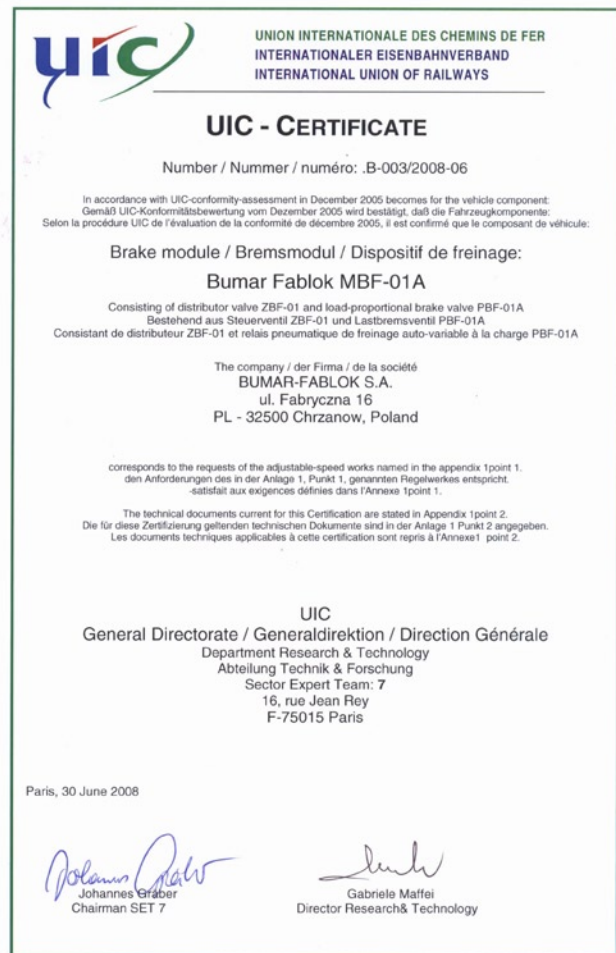 uic
UNION INTERNATIONALE DES CHEMINS DE FER
INTERNATIONALER EISENBAHNVERBAND
INTERNATIONAL UNION OF RAILWAYS
UIC - CERTIFICATE
Number / Nummer / numéro: .B-003/2008-06
In accordance with UIC-conformity-assessment in December 2005 becomes for the vehicle component:
Gemäß UIC-Konformitätsbewertung vom Dezember 2005 wird bestätigt, daß die Fahrzeugkomponente:
Selon la procédure UIC de l'évaluation de la conformité de décembre 2005, il est confirmé que le composant de véhicule:
Brake module / Bremsmodul / Dispositif de freinage:
Bumar Fablok MBF-01A
Consisting of distributor valve ZBF-01 and load-proportional brake valve PBF-01A
Bestehend aus Steuerventil ZBF-01 und Lastbremsventil PBF-01A
Consistant de distributeur ZBF-01 et relais pneumatique de freinage auto-variable à la charge PBF-01A
The company / der Firma / de la société
BUMAR-FABLOK S.A.
ul. Fabryczna 16
PL - 32500 Chrzanow, Poland
corresponds to the requests of the adjustable-speed works named in the appendix 1point 1.
den Anforderungen des in der Anlage 1, Punkt 1, genannten Regelwerkes entspricht.
-satisfait aux exigences définies dans l'Annexe 1point 1.
The technical documents current for this Certification are stated in Appendix 1point 2.
Die für diese Zertifizierung geltenden technischen Dokumente sind in der Anlage 1 Punkt 2 angegeben.
Les documents techniques applicables à cette certification sont repris à l'Annexe1 point 2.
UIC
General Directorate / Generaldirektion / Direction Générale
Department Research & Technology
Abteilung Technik & Forschung
Sector Expert Team: 7
16, rue Jean Rey
F-75015 Paris
Paris, 30 June 2008
Johannes Gräber
Chairman SET 7
Gabriele Maffei
Director Research& Technology